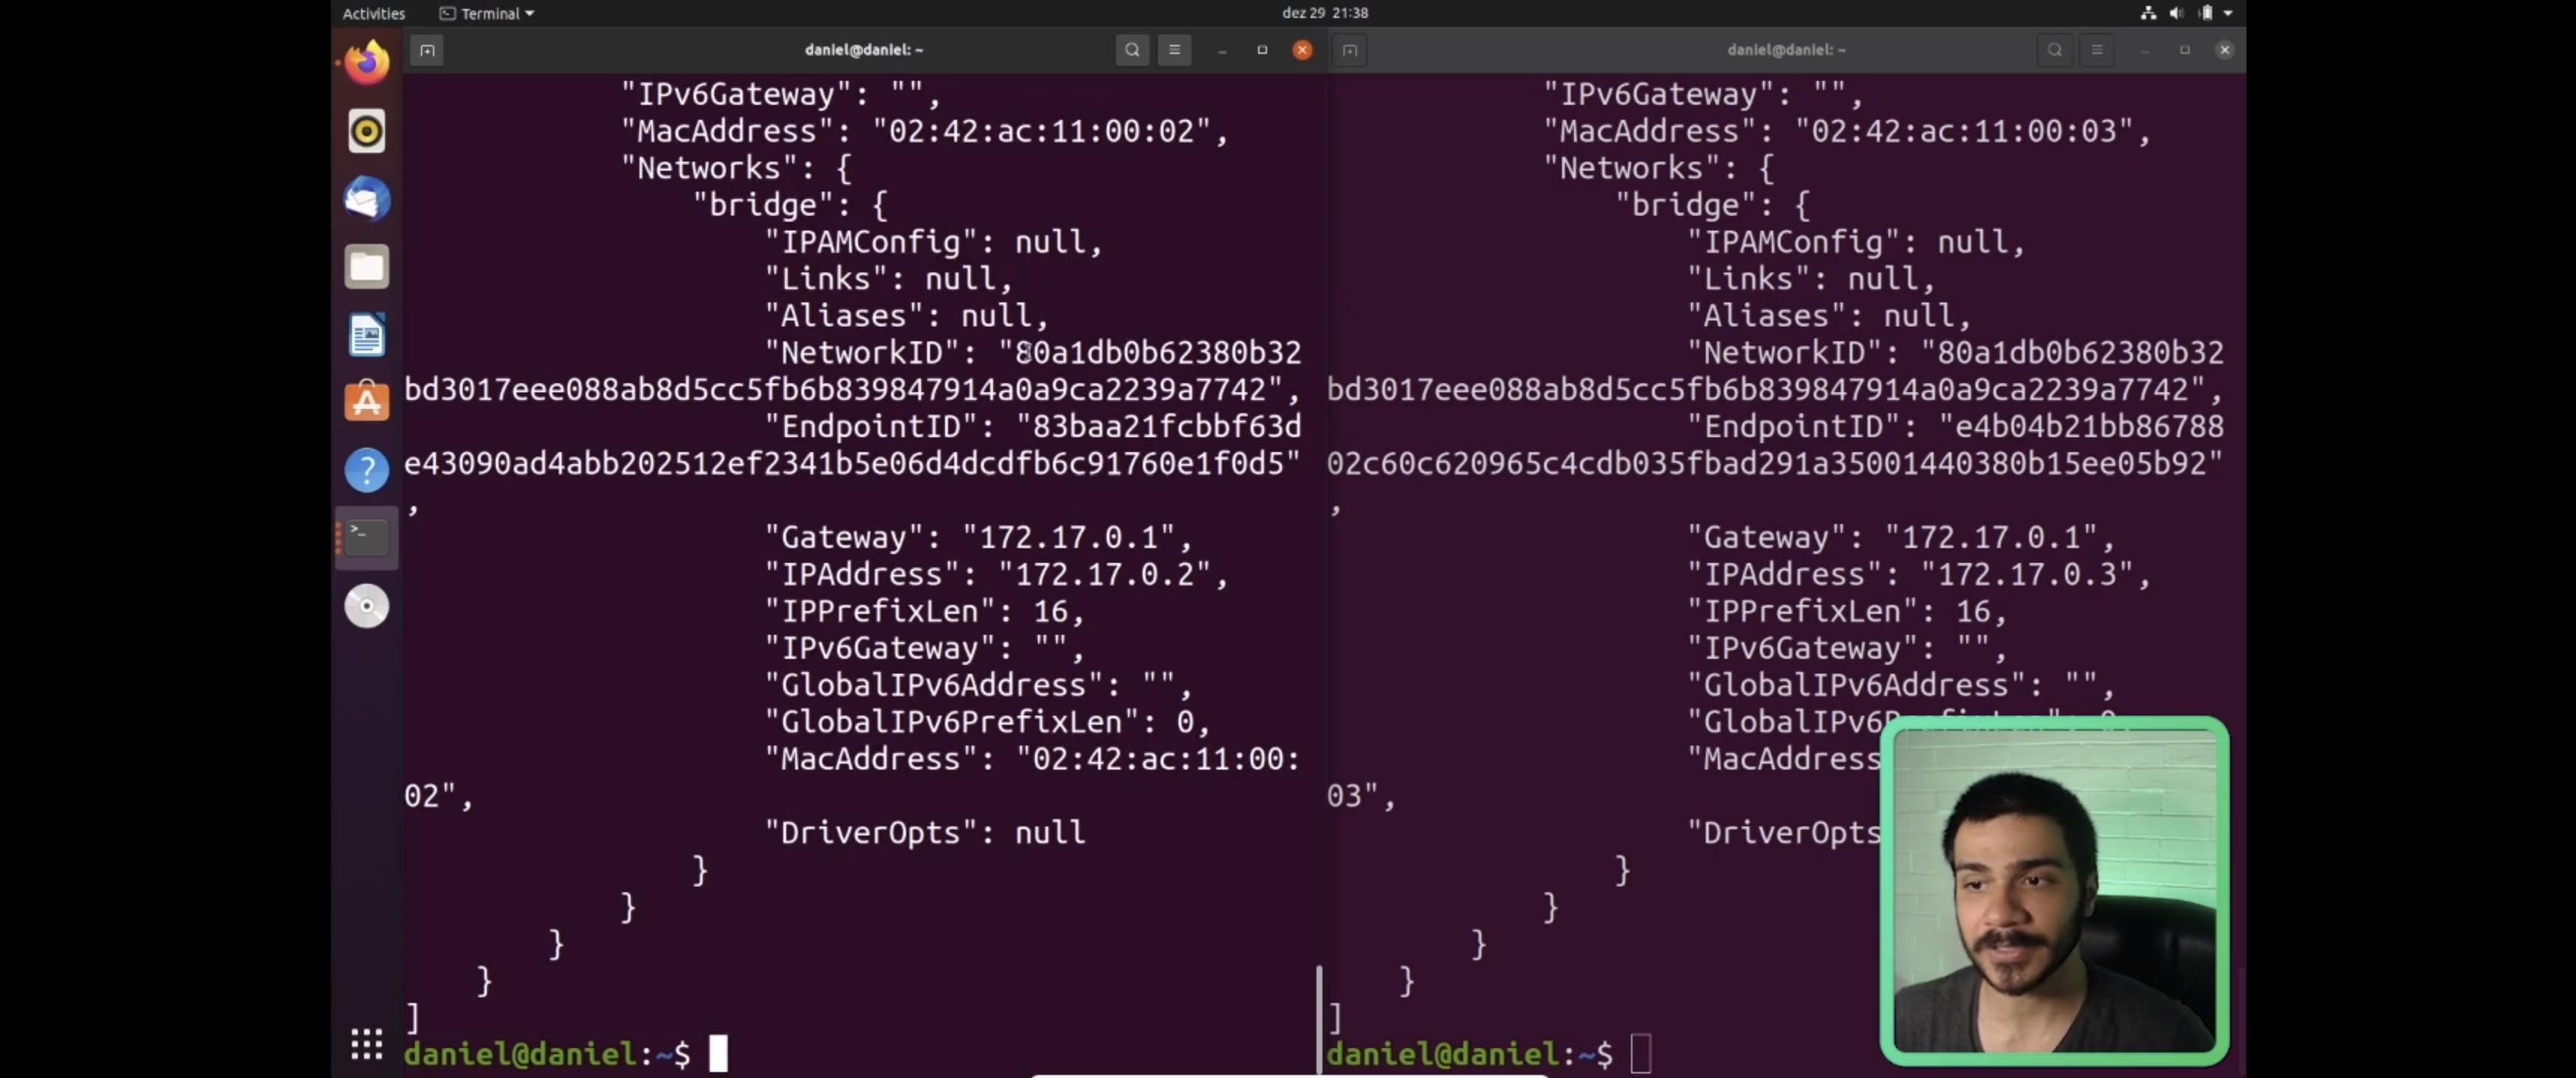 Activities
Terminal
dez 29 21:38
daniel@daniel: ~
"IPv6Gateway": "",
"MacAddress": "02:42:ac:11:00:02",
"Networks": {
"bridge": {
"IPAMConfig": null,
"Links": null,
"Aliases": null,
"NetworkID": "80a1db0b62380b32
bd3017eee088ab8d5cc5fb6b839847914a0a9ca2239a7742",
"EndpointID": "83baa21fcbbf63d
e43090ad4abb202512ef2341b5e06d4dcdfb6c91760e1f0d5"
,
"Gateway": "172.17.0.1",
"IPAddress": "172.17.0.2",
"IPPrefixLen": 16,
"IPv6Gateway": "",
"GlobalIPv6Address": "",
"GlobalIPv6PrefixLen": 0,
"MacAddress": "02:42:ac:11:00:
02",
"DriverOpts": null
}
}
}
}
]
daniel@daniel:~$
daniel@daniel: ~
"IPv6Gateway": "",
"MacAddress": "02:42:ac:11:00:03",
"Networks": {
"bridge": {
"IPAMConfig": null,
"Links": null,
"Aliases": null,
"NetworkID": "80a1db0b62380b32
bd3017eee088ab8d5cc5fb6b839847914a0a9ca2239a7742",
"EndpointID": "e4b04b21bb86788
02c60c620965c4cdb035fbad291a35001440380b15ee05b92"
,
"Gateway": "172.17.0.1",
"IPAddress": "172.17.0.3",
"IPPrefixLen": 16,
"IPv6Gateway": "",
"GlobalIPv6Address": "",
"MacAddress
03",
"DriverOpts
}
}
}
}
]
daniel@daniel:~$